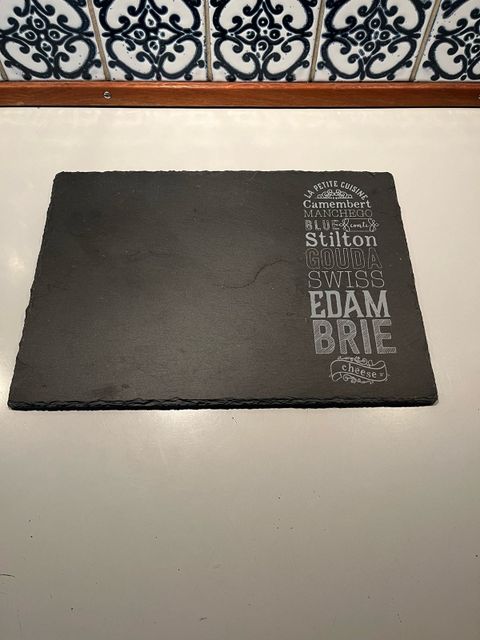 LA PETITE CUISINE
Camembert
MANCHEGO
BLUE comté
Stilton
GOUDA
SWISS
EDAM
BRIE
cheese